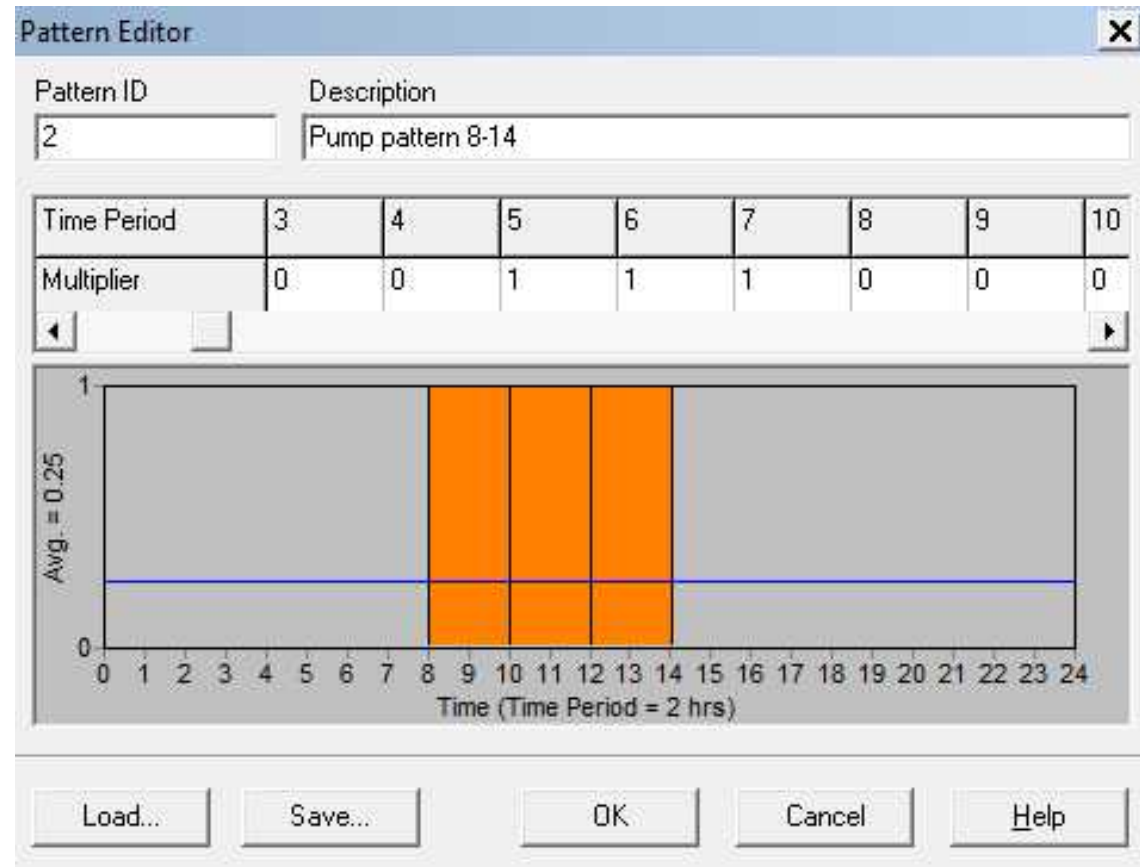 Pattern Editor
Pattern ID Description
2 Pump pattern 8-14
Time Period 3 4 5 6 7 8 9 10
Multiplier 0 0 1 1 1 0 0 0
1
Avg. = 0.25
0
0 1 2 3 4 5 6 7 8 9 10 11 12 13 14 15 16 17 18 19 20 21 22 23 24
Time (Time Period = 2 hrs)
Load... Save... OK Cancel Help